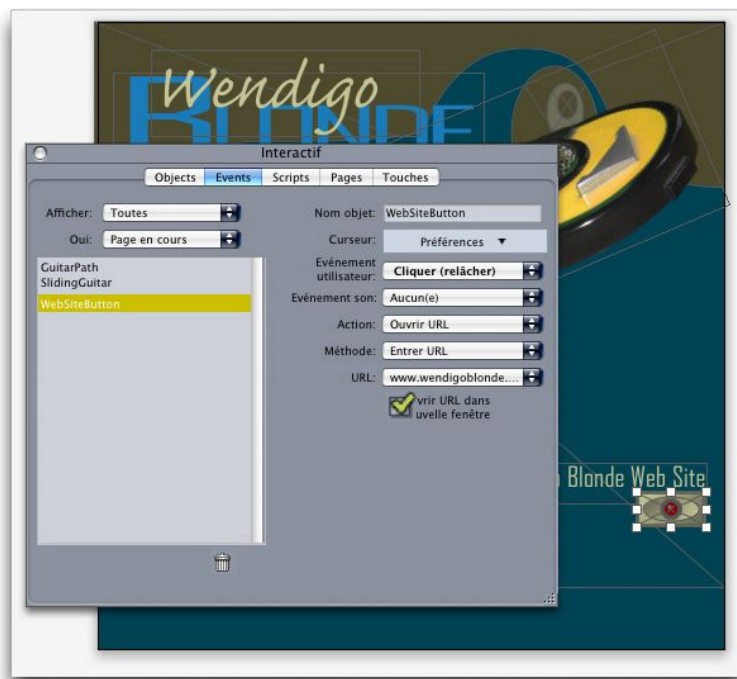 Wendigo
BLONDE
Interactif
Objects Events Scripts Pages Touches
Afficher: Toutes
Oui: Page en cours
GuitarPath
SlidingGuitar
WebSiteButton
Nom objet: WebSiteButton
Curseur: Préférences
Evénement utilisateur: Cliquer (relâcher)
Evénement son: Aucun(e)
Action: Ouvrir URL
Méthode: Entrer URL
URL: www.wendigoblonde....
vrir URL dans
uvelle fenêtre
Blonde Web Site